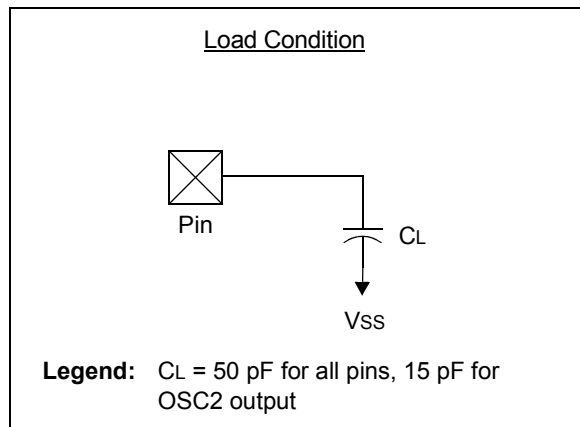 Load Condition
Pin
CL
VSS
Legend: CL = 50 pF for all pins, 15 pF for
OSC2 output